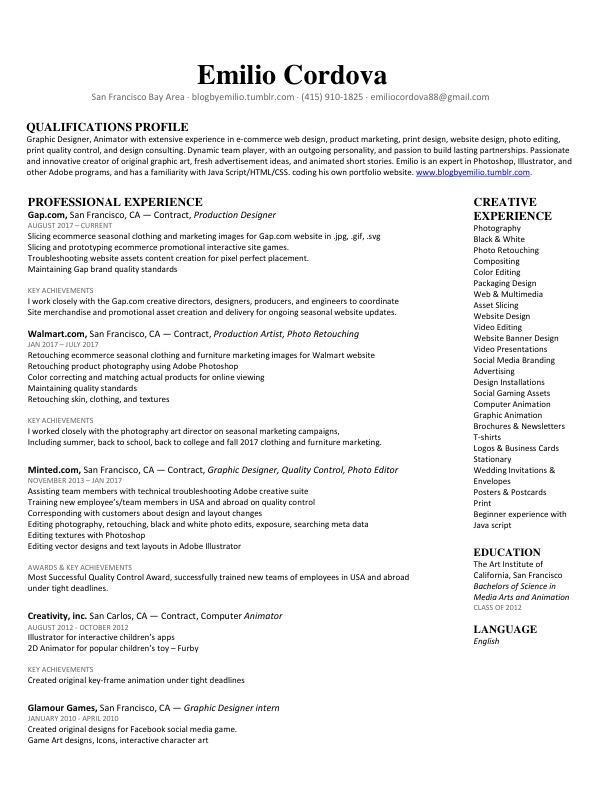 Emilio Cordova
San Francisco Bay Area · blogbyemilio.tumblr.com · (415) 910-1825 · emiliocordova88@gmail.com
QUALIFICATIONS PROFILE
Graphic Designer, Animator with extensive experience in e-commerce web design, product marketing, print design, website design, photo editing,
print quality control, and design consulting. Dynamic team player, with an outgoing personality, and passion to build lasting partnerships. Passionate
and innovative creator of original graphic art, fresh advertisement ideas, and animated short stories. Emilio is an expert in Photoshop, Illustrator, and
other Adobe programs, and has a familiarity with Java Script/HTML/CSS. coding his own portfolio website. www.blogbyemilio.tumblr.com.
PROFESSIONAL EXPERIENCE
Gap.com, San Francisco, CA — Contract, Production Designer
AUGUST 2017 – CURRENT
Slicing ecommerce seasonal clothing and marketing images for Gap.com website in .jpg, .gif, .svg
Slicing and prototyping ecommerce promotional interactive site games.
Troubleshooting website assets content creation for pixel perfect placement.
Maintaining Gap brand quality standards
KEY ACHIEVEMENTS
I work closely with the Gap.com creative directors, designers, producers, and engineers to coordinate
Site merchandise and promotional asset creation and delivery for ongoing seasonal website updates.
Walmart.com, San Francisco, CA — Contract, Production Artist, Photo Retouching
JAN 2017 – JULY 2017
Retouching ecommerce seasonal clothing and furniture marketing images for Walmart website
Retouching product photography using Adobe Photoshop
Color correcting and matching actual products for online viewing
Maintaining quality standards
Retouching skin, clothing, and textures
KEY ACHIEVEMENTS
I worked closely with the photography art director on seasonal marketing campaigns,
Including summer, back to school, back to college and fall 2017 clothing and furniture marketing.
Minted.com, San Francisco, CA — Contract, Graphic Designer, Quality Control, Photo Editor
NOVEMBER 2013 – JAN 2017
Assisting team members with technical troubleshooting Adobe creative suite
Training new employee's/team members in USA and abroad on quality control
Corresponding with customers about design and layout changes
Editing photography, retouching, black and white photo edits, exposure, searching meta data
Editing textures with Photoshop
Editing vector designs and text layouts in Adobe Illustrator
AWARDS & KEY ACHIEVEMENTS
Most Successful Quality Control Award, successfully trained new teams of employees in USA and abroad
under tight deadlines.
Creativity, inc. San Carlos, CA — Contract, Computer Animator
AUGUST 2012 - OCTOBER 2012
Illustrator for interactive children's apps
2D Animator for popular children's toy – Furby
KEY ACHIEVEMENTS
Created original key-frame animation under tight deadlines
Glamour Games, San Francisco, CA — Graphic Designer intern
JANUARY 2010 - APRIL 2010
Created original designs for Facebook social media game.
Game Art designs, Icons, interactive character art
CREATIVE
EXPERIENCE
Photography
Black & White
Photo Retouching
Compositing
Color Editing
Packaging Design
Web & Multimedia
Asset Slicing
Website Design
Video Editing
Website Banner Design
Video Presentations
Social Media Branding
Advertising
Design Installations
Social Gaming Assets
Computer Animation
Graphic Animation
Brochures & Newsletters
T-shirts
Logos & Business Cards
Stationary
Wedding Invitations &
Envelopes
Posters & Postcards
Print
Beginner experience with
Java script
EDUCATION
The Art Institute of
California, San Francisco
Bachelors of Science in
Media Arts and Animation
CLASS OF 2012
LANGUAGE
English